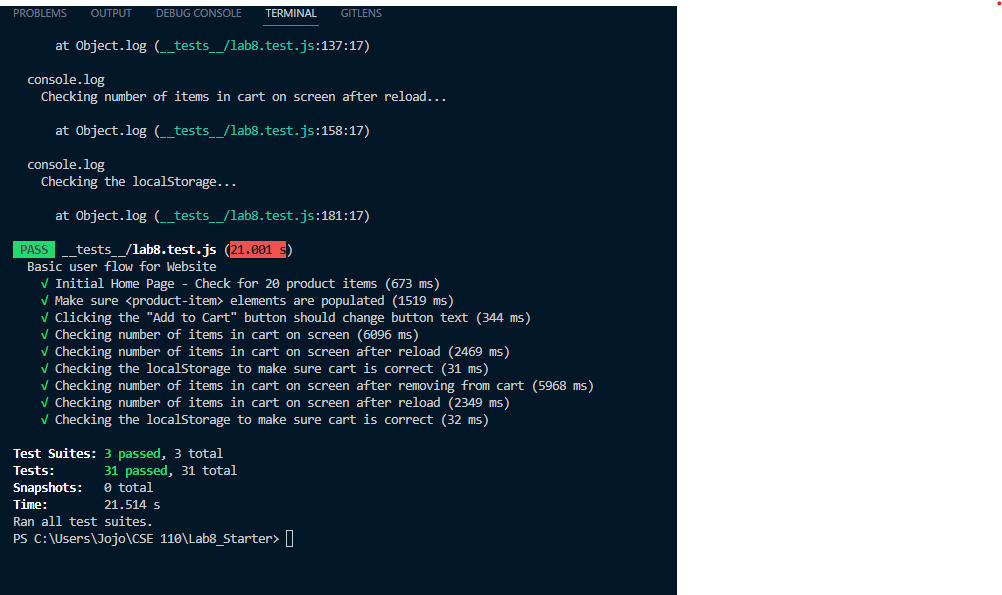 PROBLEMS OUTPUT DEBUG CONSOLE TERMINAL GITLENS
at Object.log (__tests__/lab8.test.js:137:17)
console.log
Checking number of items in cart on screen after reload...
at Object.log (__tests__/lab8.test.js:158:17)
console.log
Checking the localStorage...
at Object.log (__tests__/lab8.test.js:181:17)
PASS __tests__/lab8.test.js (21.001 s)
Basic user flow for Website
√ Initial Home Page - Check for 20 product items (673 ms)
√ Make sure <product-item> elements are populated (1519 ms)
√ Clicking the "Add to Cart" button should change button text (344 ms)
√ Checking number of items in cart on screen (6096 ms)
√ Checking number of items in cart on screen after reload (2469 ms)
√ Checking the localStorage to make sure cart is correct (31 ms)
√ Checking number of items in cart on screen after removing from cart (5968 ms)
√ Checking number of items in cart on screen after reload (2349 ms)
√ Checking the localStorage to make sure cart is correct (32 ms)
Test Suites: 3 passed, 3 total
Tests: 31 passed, 31 total
Snapshots: 0 total
Time: 21.514 s
Ran all test suites.
PS C:\Users\Jojo\CSE 110\Lab8_Starter>